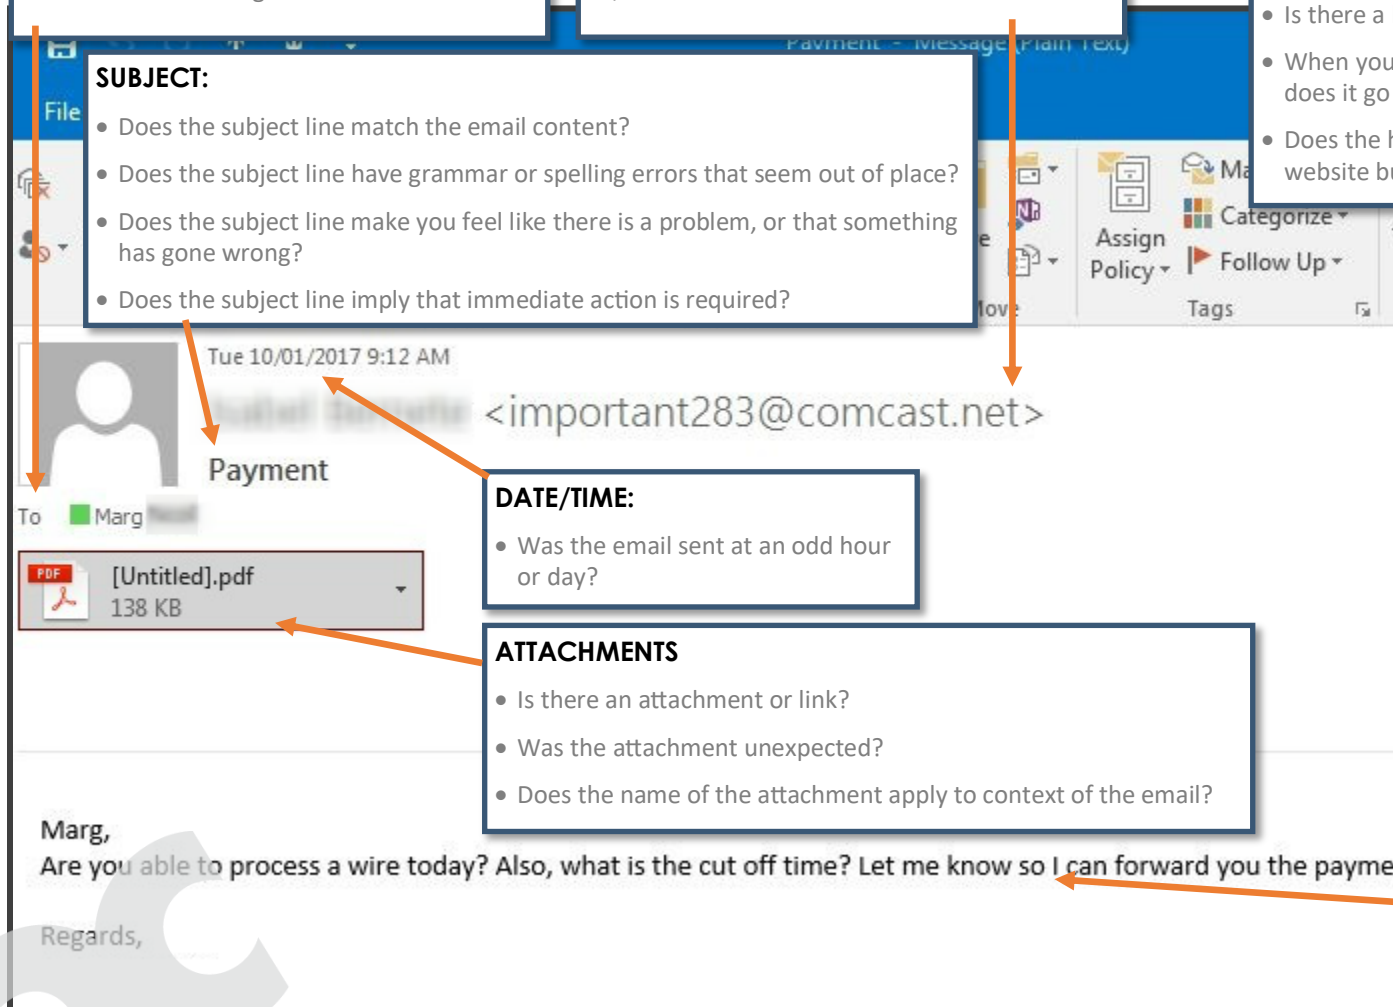 • Is there a
• When you
does it go
• Does the
website
Payment - Message (Plain Text)
File
SUBJECT:
• Does the subject line match the email content?
• Does the subject line have grammar or spelling errors that seem out of place?
• Does the subject line make you feel like there is a problem, or that something
has gone wrong?
• Does the subject line imply that immediate action is required?
Assign
Policy
Categorize
Follow Up
Tags
Tue 10/01/2017 9:12 AM
<important283@comcast.net>
Payment
To Marg
[Untitled].pdf
138 KB
PDF
DATE/TIME:
• Was the email sent at an odd hour
or day?
ATTACHMENTS
• Is there an attachment or link?
• Was the attachment unexpected?
• Does the name of the attachment apply to context of the email?
Marg,
Are you able to process a wire today? Also, what is the cut off time? Let me know so I can forward you the payme
Regards,